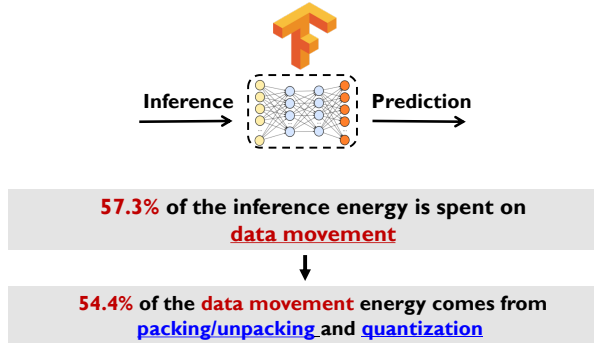 Inference
Prediction
57.3% of the inference energy is spent on
data movement
54.4% of the data movement energy comes from
packing/unpacking and quantization